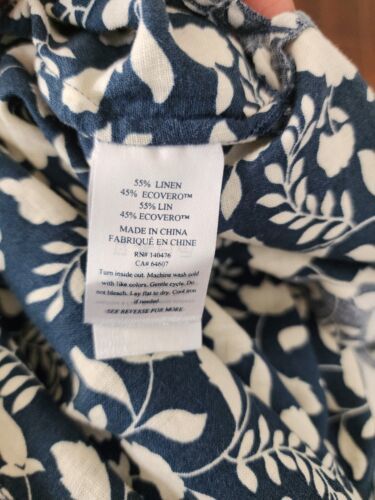 55% LINEN
45% ECOVERO™
55% LIN
45% ECOVERO™
MADE IN CHINA
FABRIQUÉ EN CHINE
RN# 140476
CA# 64607
Turn inside out. Machine wash cold
with like colors. Gentle cycle. Do
not bleach. Lay flat to dry. Cool iron
if needed.
SEE REVERSE FOR MORE.